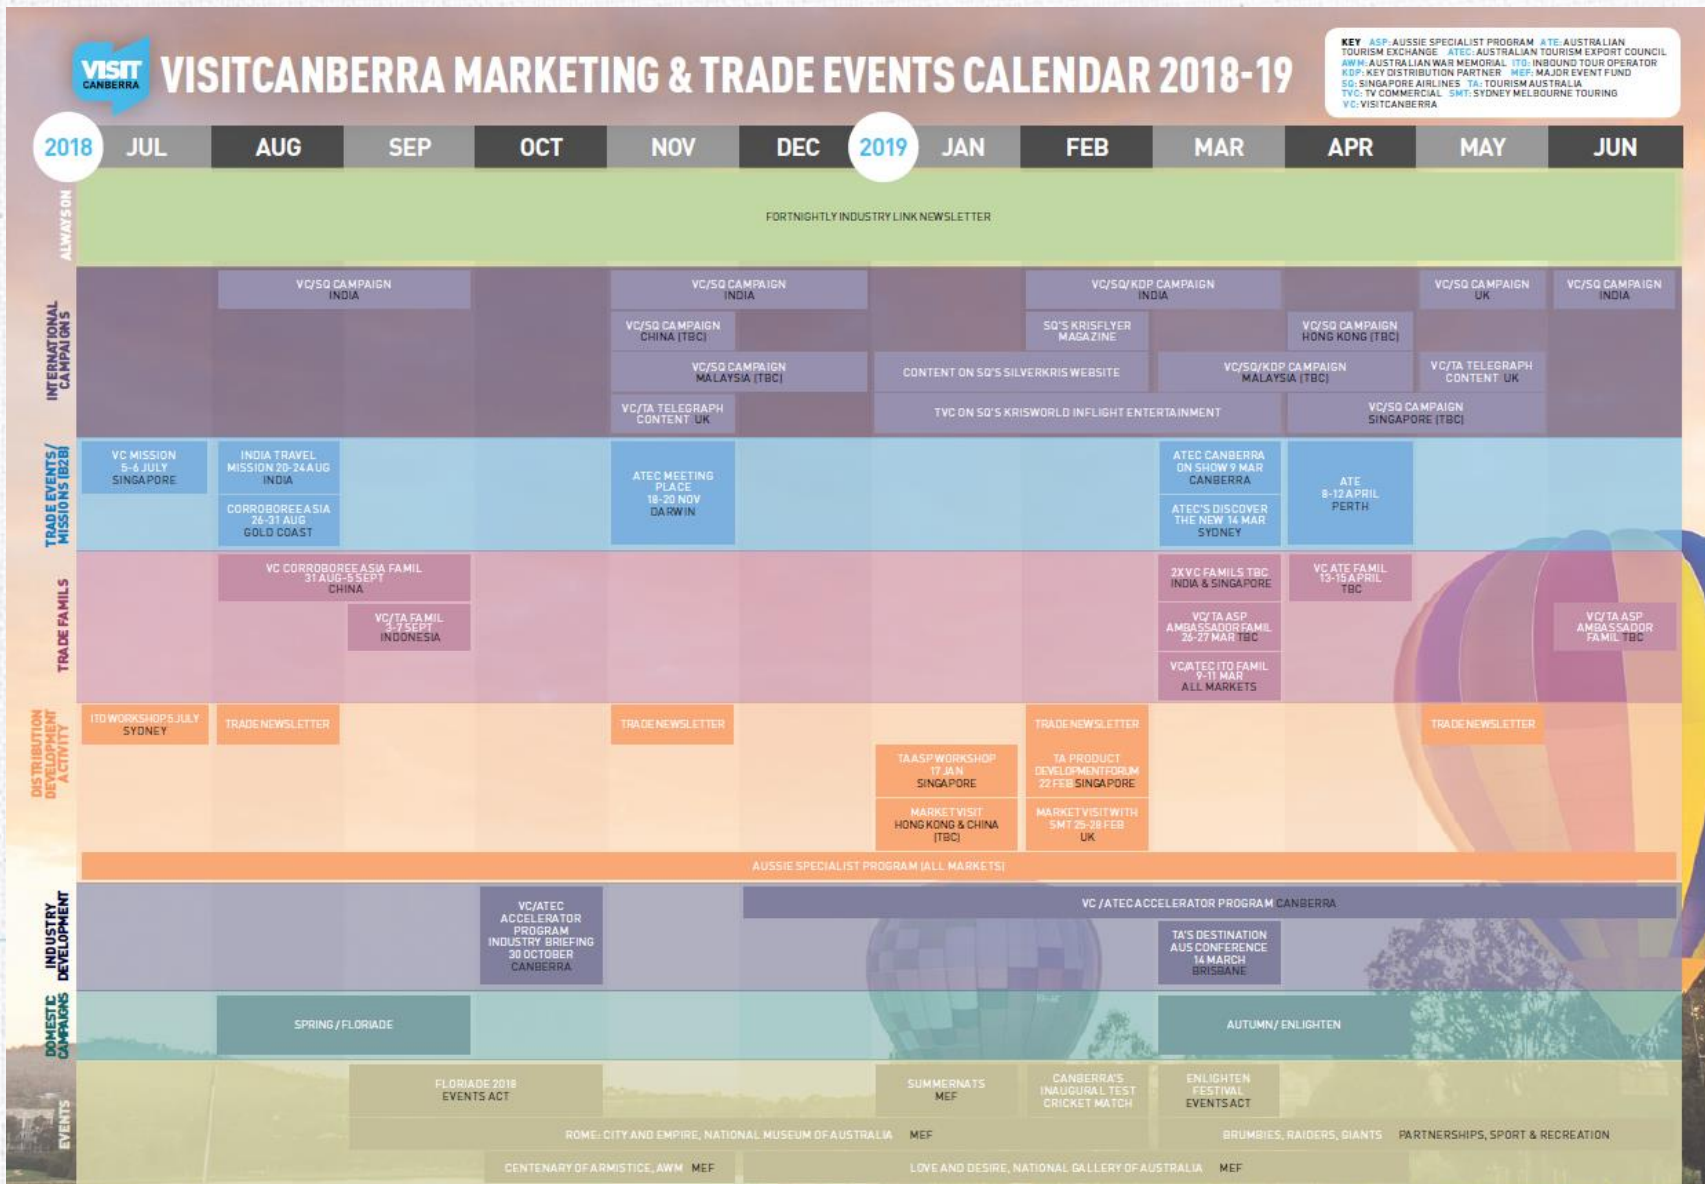 VISIT
CANBERRA
VISITCANBERRA MARKETING & TRADE EVENTS CALENDAR 2018-19
KEY ASP: AUSSIE SPECIALIST PROGRAM ATE: AUSTRALIAN
TOURISM EXCHANGE ATEC: AUSTRALIAN TOURISM EXPORT COUNCIL
AWM: AUSTRALIAN WAR MEMORIAL ITO: INBOUND TOUR OPERATOR
KDP: KEY DISTRIBUTION PARTNER MEF: MAJOR EVENT FUND
SQ: SINGAPORE AIRLINES TA: TOURISM AUSTRALIA
TVC: TV COMMERCIAL SMT: SYDNEY MELBOURNE TOURING
VC: VISITCANBERRA
2018 JUL AUG SEP OCT NOV DEC 2019 JAN FEB MAR APR MAY JUN
ALWAYS ON
FORTNIGHTLY INDUSTRY LINK NEWSLETTER
INTERNATIONAL
CAMPAIGNS
VC/SQ CAMPAIGN
INDIA
VC/SQ CAMPAIGN
INDIA
VC/SQ/KDP CAMPAIGN
INDIA
VC/SQ CAMPAIGN
UK
VC/SQ CAMPAIGN
INDIA
VC/SQ CAMPAIGN
CHINA (TBC)
SQ'S KRISFLYER
MAGAZINE
VC/SQ CAMPAIGN
HONG KONG (TBC)
VC/SQ CAMPAIGN
MALAYSIA (TBC)
CONTENT ON SQ'S SILVERKRIS WEBSITE
VC/SQ/KDP CAMPAIGN
MALAYSIA (TBC)
VC/TA TELEGRAPH
CONTENT UK
VC/TA TELEGRAPH
CONTENT UK
TVC ON SQ'S KRISWORLD INFLIGHT ENTERTAINMENT
VC/SQ CAMPAIGN
SINGAPORE (TBC)
TRADE EVENTS/
MISSIONS (B2B)
VC MISSION
5-6 JULY
SINGAPORE
INDIA TRAVEL
MISSION 20-24 AUG
INDIA
CORROBOREE ASIA
26-31 AUG
GOLD COAST
ATEC MEETING
PLACE
18-20 NOV
DARWIN
ATEC CANBERRA
ON SHOW 9 MAR
CANBERRA
ATEC'S DISCOVER
THE NEW 14 MAR
SYDNEY
ATE
8-12 APRIL
PERTH
TRADE FAMILS
VC CORROBOREE ASIA FAMIL
31 AUG-5 SEPT
CHINA
VC/TA FAMIL
3-7 SEPT
INDONESIA
2X VC FAMILS TBC
INDIA & SINGAPORE
VC/TA ASP
AMBASSADOR FAMIL
26-27 MAR TBC
VC/ATEC ITO FAMIL
9-11 MAR
ALL MARKETS
VC ATE FAMIL
13-15 APRIL
TBC
VC/TA ASP
AMBASSADOR
FAMIL TBC
DISTRIBUTION
DEVELOPMENT
ACTIVITY
ITO WORKSHOPS 5 JULY
SYDNEY
TRADE NEWSLETTER
TRADE NEWSLETTER
TRADE NEWSLETTER
TRADE NEWSLETTER
TA ASP WORKSHOP
17 JAN
SINGAPORE
TA PRODUCT
DEVELOPMENT FORUM
22 FEB SINGAPORE
MARKET VISIT
HONG KONG & CHINA
(TBC)
MARKET VISIT WITH
SMT 25-28 FEB
UK
AUSSIE SPECIALIST PROGRAM (ALL MARKETS)
INDUSTRY
DEVELOPMENT
VC/ATEC
ACCELERATOR
PROGRAM
INDUSTRY BRIEFING
30 OCTOBER
CANBERRA
VC / ATEC ACCELERATOR PROGRAM CANBERRA
TA'S DESTINATION
AUS CONFERENCE
14 MARCH
BRISBANE
DOMESTIC
CAMPAIGNS
SPRING / FLORIADE
AUTUMN / ENLIGHTEN
EVENTS
FLORIADE 2018
EVENTS ACT
SUMMERNATS
MEF
CANBERRA'S
INAUGURAL TEST
CRICKET MATCH
ENLIGHTEN
FESTIVAL
EVENTS ACT
ROME: CITY AND EMPIRE, NATIONAL MUSEUM OF AUSTRALIA MEF
BRUMBIES, RAIDERS, GIANTS PARTNERSHIPS, SPORT & RECREATION
CENTENARY OF ARMISTICE, AWM MEF
LOVE AND DESIRE, NATIONAL GALLERY OF AUSTRALIA MEF